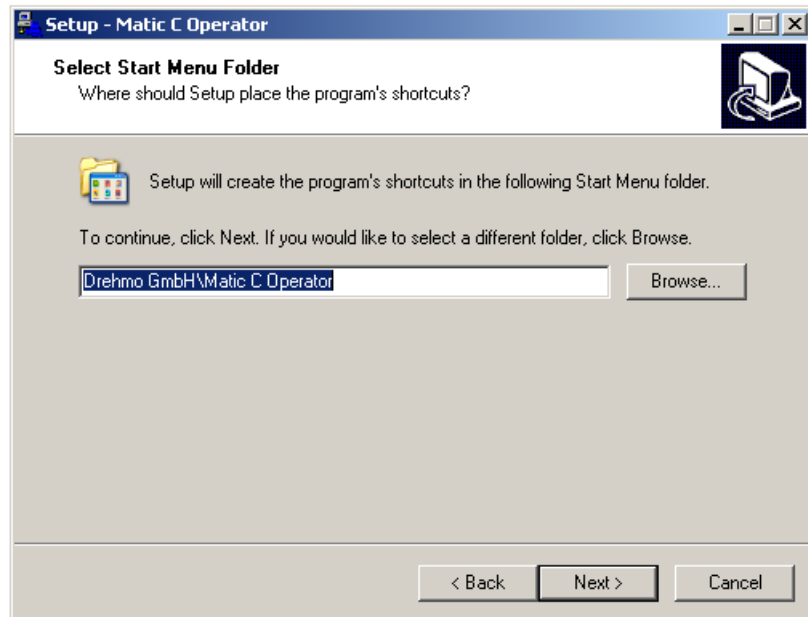 Setup - Matic C Operator
Select Start Menu Folder
Where should Setup place the program's shortcuts?
Setup will create the program's shortcuts in the following Start Menu folder.
To continue, click Next. If you would like to select a different folder, click Browse.
Drehmo GmbH\Matic C Operator
Browse...
< Back
Next >
Cancel